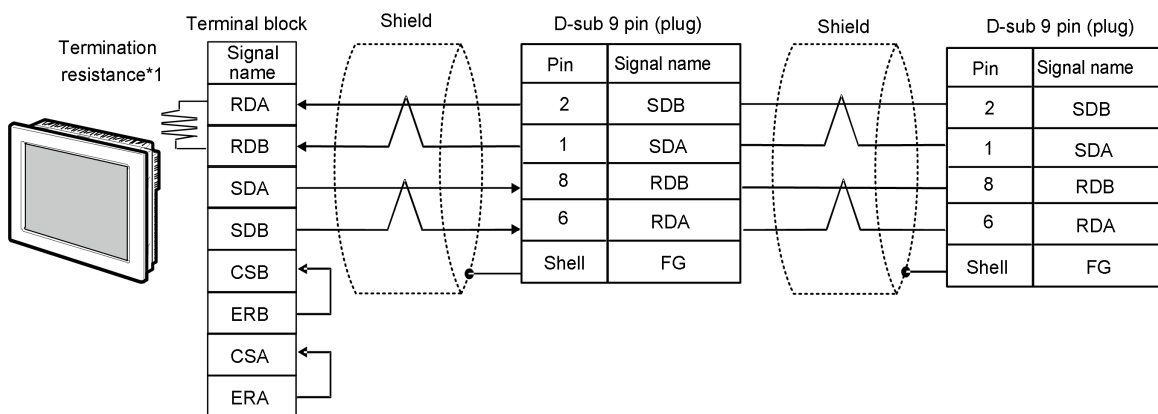 Termination
resistance*1
Terminal block
Signal
name
RDA
RDB
SDA
SDB
CSB
ERB
CSA
ERA
Shield
D-sub 9 pin (plug)
Pin Signal name
2 SDB
1 SDA
8 RDB
6 RDA
Shell FG
Shield
D-sub 9 pin (plug)
Pin Signal name
2 SDB
1 SDA
8 RDB
6 RDA
Shell FG